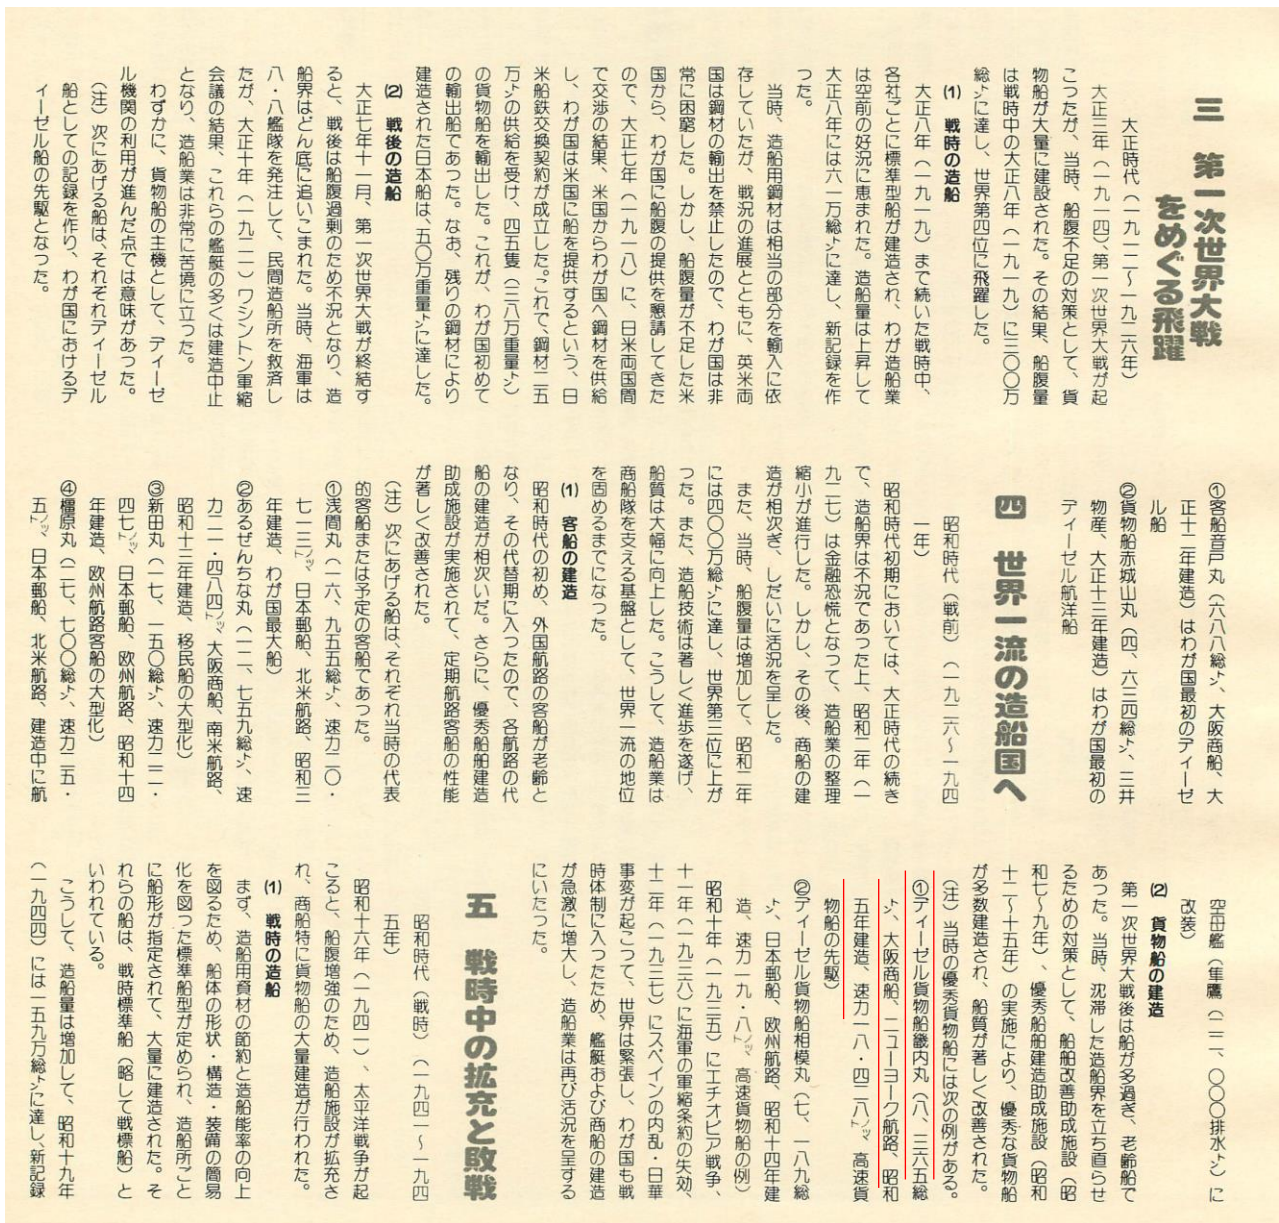 三　第一次世界大戦
をめぐる飛躍
大正時代（一九一二～一九二六年）
大正三年（一九一四）、第一次世界大戦が起
こったが、当時、船腹不足の対策として、貨
物船が大量に建設された。その結果、船腹量
は戦時中の大正八年（一九一九）に三〇〇万
総㌧に達し、世界第四位に飛躍した。
(1)　戦時の造船
大正八年（一九一九）まで続いた戦時中、
各社ごとに標準型船が建造され、わが造船業
は空前の好況に恵まれた。造船量は上昇して
大正八年には六一万総㌧に達し、新記録を作
った。
当時、造船用鋼材は相当の部分を輸入に依
存していたが、戦況の進展とともに、英米両
国は鋼材の輸出を禁止したので、わが国は非
常に困窮した。しかし、船腹量が不足した米
国から、わが国に船腹の提供を懇請してきた
ので、大正七年（一九一八）に、日米両国間
で交渉の結果、米国からわが国へ鋼材を供給
し、わが国は米国に船を提供するという、日
米船鉄交換契約が成立した。これで、鋼材二五
万㌧の供給を受け、四五隻（三八万重量㌧）
の貨物船を輸出した。これが、わが国初めて
の輸出船であった。なお、残りの鋼材により
建造された日本船は、五〇万重量㌧に達した。
(2)　戦後の造船
大正七年十一月、第一次世界大戦が終結す
ると、戦後は船腹過剰のため不況となり、造
船界はどん底に追いこまれた。当時、海軍は
八・八艦隊を発注して、民間造船所を救済し
たが、大正十年（一九二一）ワシントン軍縮
会議の結果、これらの艦艇の多くは建造中止
となり、造船業は非常に苦境に立った。
わずかに、貨物船の主機として、ディーゼ
ル機関の利用が進んだ点では意味があった。
（注）次にあげる船は、それぞれディーゼル
船としての記録を作り、わが国におけるデ
ィーゼル船の先駆となった。
①客船音戸丸（六八八総㌧、大阪商船、大
正十二年建造）はわが国最初のディーゼ
ル船
②貨物船赤城山丸（四、六三四総㌧、三井
物産、大正十三年建造）はわが国最初の
ディーゼル航洋船
四　世界一流の造船国へ
昭和時代（戦前）（一九二六～一九四
一年）
昭和時代初期においては、大正時代の続き
で、造船界は不況であった上、昭和二年（一
九二七）は金融恐慌となって、造船業の整理
縮小が進行した。しかし、その後、商船の建
造が相次ぎ、しだいに活況を呈した。
また、当時、船腹量は増加して、昭和二年
には四〇〇万総㌧に達し、世界第三位に上が
った。また、造船技術は著しく進歩を遂げ、
船質は大幅に向上した。こうして、造船業は
商船隊を支える基盤として、世界一流の地位
を固めるまでになった。
(1)　客船の建造
昭和時代の初め、外国航路の客船が老齢と
なり、その代替期に入ったので、各航路の代
船の建造が相次いだ。さらに、優秀船舶建造
助成施設が実施されて、定期航路客船の性能
が著しく改善された。
（注）次にあげる船は、それぞれ当時の代表
的客船または予定の客船であった。
①浅間丸（一六、九五五総㌧、速力二〇・
七一三㌩、日本郵船、北米航路、昭和三
年建造、わが国最大船）
②あるぜんちな丸（一二、七五九総㌧、速
力二一・四八四㌩、大阪商船、南米航路、
昭和十三年建造、移民船の大型化）
③新田丸（一七、一五〇総㌧、速力二二・
四七㌩、日本郵船、欧州航路、昭和十四
年建造、欧州航路客船の大型化）
④橿原丸（二七、七〇〇総㌧、速力二五・
五㌩、日本郵船、北米航路、建造中に航
空母艦（隼鷹（二二、〇〇〇排水㌧）に
改装）
(2)　貨物船の建造
第一次世界大戦後は船が多過ぎ、老齢船で
あった。当時、沈滞した造船界を立ち直らせ
るための対策として、船舶改善助成施設（昭
和七～九年）、優秀船舶建造助成施設（昭和
十二～十五年）の実施により、優秀な貨物船
が多数建造され、船質が著しく改善された。
（注）当時の優秀貨物船には次の例がある。
①ディーゼル貨物船畿内丸（八、三六五総
㌧、大阪商船、ニューヨーク航路、昭和
五年建造、速力一八・四二八㌩、高速貨
物船の先駆）
②ディーゼル貨物船相模丸（七、一八九総
㌧、日本郵船、欧州航路、昭和十四年建
造、速力一九・八㌩、高速貨物船の例）
昭和十年（一九三五）にエチオピア戦争、
十一年（一九三六）に海軍の軍縮条約の失効、
十二年（一九三七）にスペインの内乱・日華
事変が起こって、世界は緊張し、わが国も戦
時体制に入ったため、艦艇および商船の建造
が急激に増大し、造船業は再び活況を呈する
にいたった。
五　戦時中の拡充と敗戦
昭和時代（戦時）（一九四一～一九四
五年）
昭和十六年（一九四一）、太平洋戦争が起
こると、船腹増強のため、造船施設が拡充さ
れ、商船特に貨物船の大量建造が行われた。
(1)　戦時の造船
まず、造船用資材の節約と造船能率の向上
を図るため、船体の形状・構造・装備の簡易
化を図った標準船型が定められ、造船所ごと
に船形が指定されて、大量に建造された。そ
れらの船は、戦時標準船（略して戦標船）と
いわれている。
こうして、造船量は増加して、昭和十九年
（一九四四）には一五九万総㌧に達し、新記録